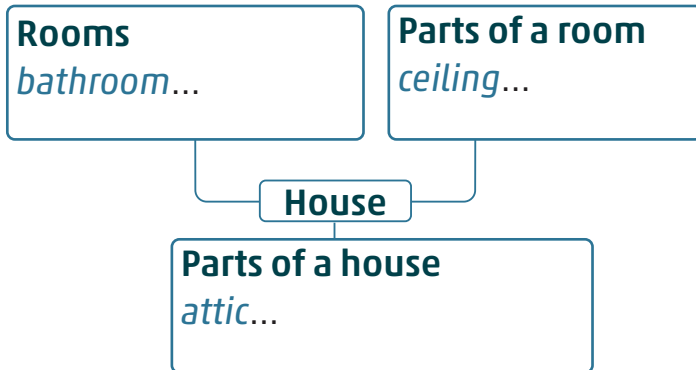 Rooms
bathroom...
Parts of a room
ceiling...
House
Parts of a house
attic...